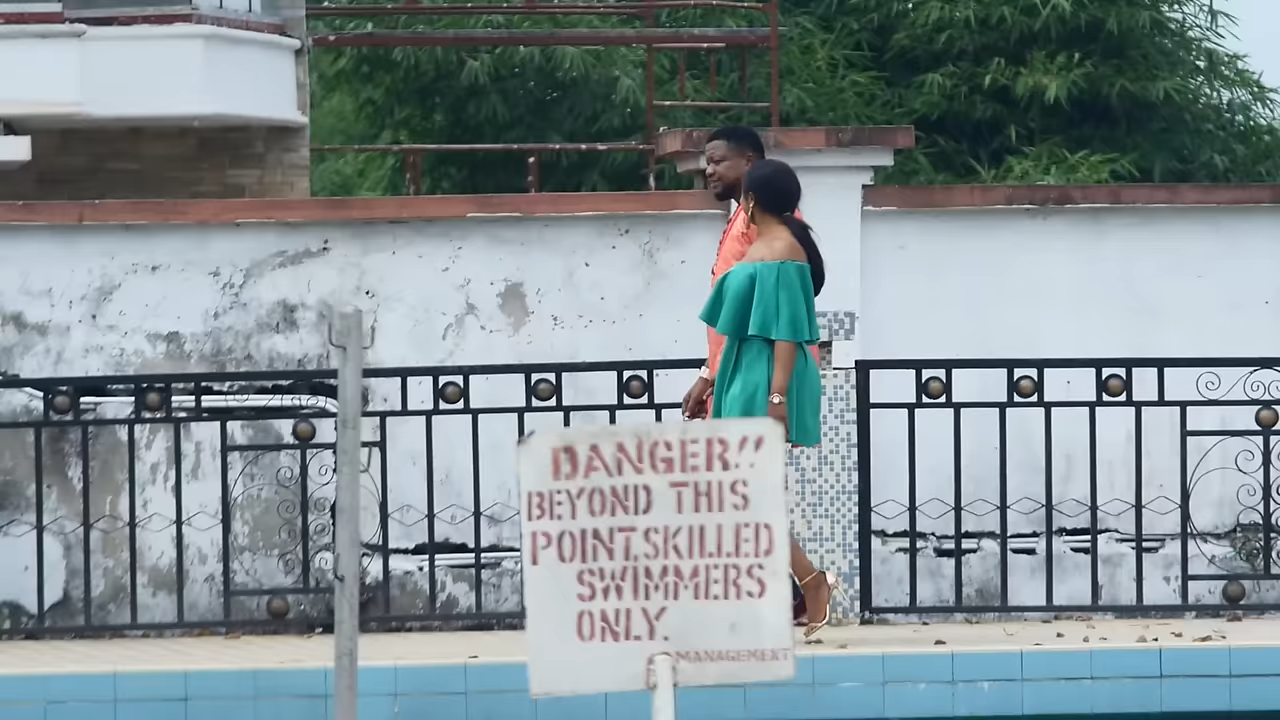 DANGER!!
BEYOND THIS
POINT.SKILLED
SWIMMERS
ONLY.
MANAGEMENT